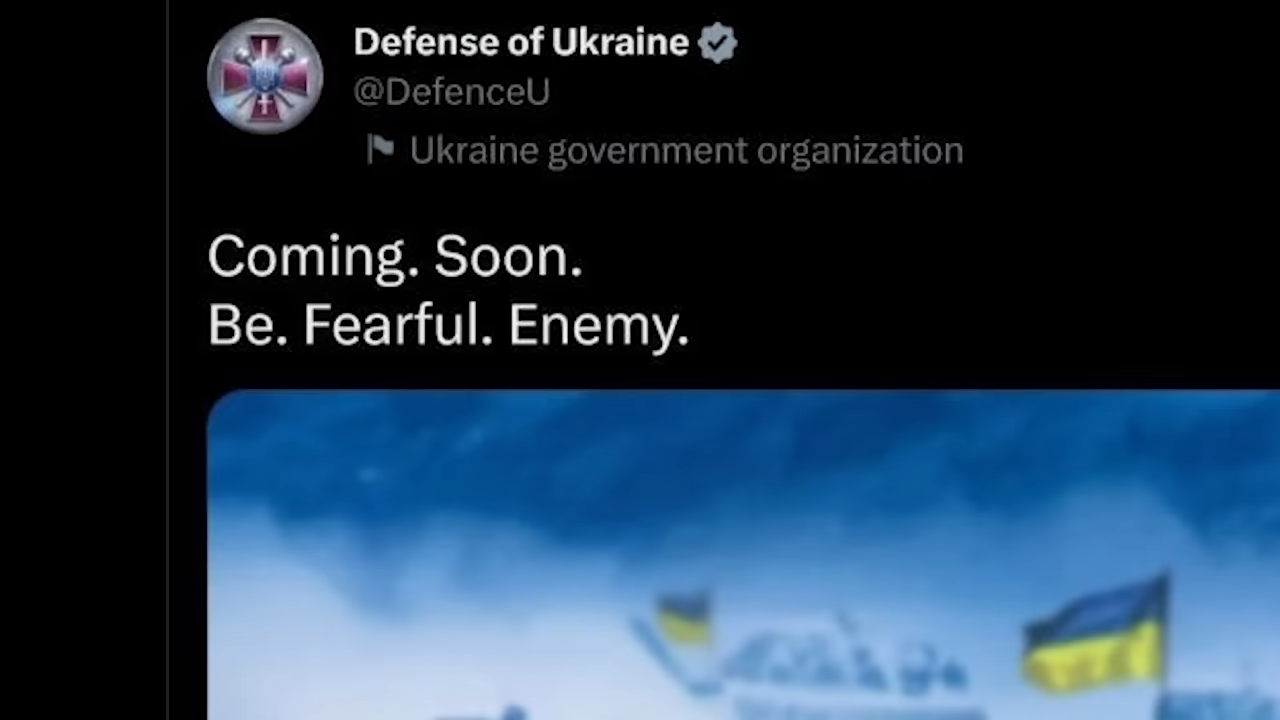 Defense of Ukraine
@DefenceU
Ukraine government organization
Coming. Soon.
Be. Fearful. Enemy.